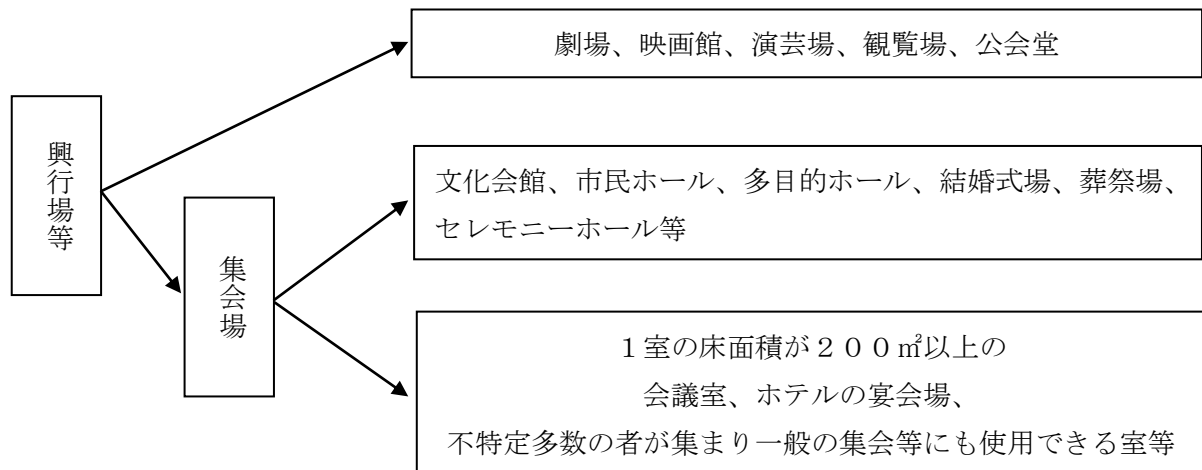 劇場、映画館、演芸場、観覧場、公会堂
興行場等
文化会館、市民ホール、多目的ホール、結婚式場、葬祭場、
セレモニーホール等
集会場
１室の床面積が２００㎡以上の
会議室、ホテルの宴会場、
不特定多数の者が集まり一般の集会等にも使用できる室等